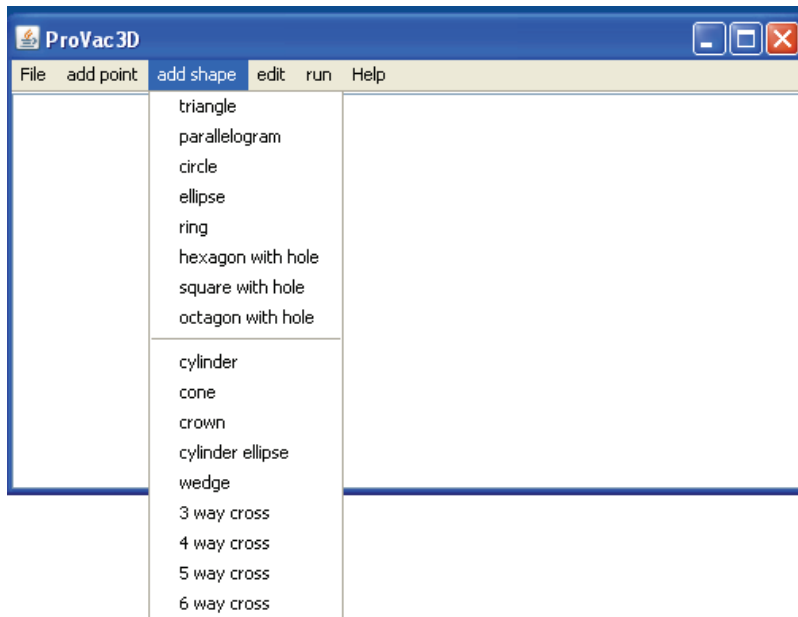 ProVac3D
File add point add shape edit run Help
triangle
parallelogram
circle
ellipse
ring
hexagon with hole
square with hole
octagon with hole
cylinder
cone
crown
cylinder ellipse
wedge
3 way cross
4 way cross
5 way cross
6 way cross